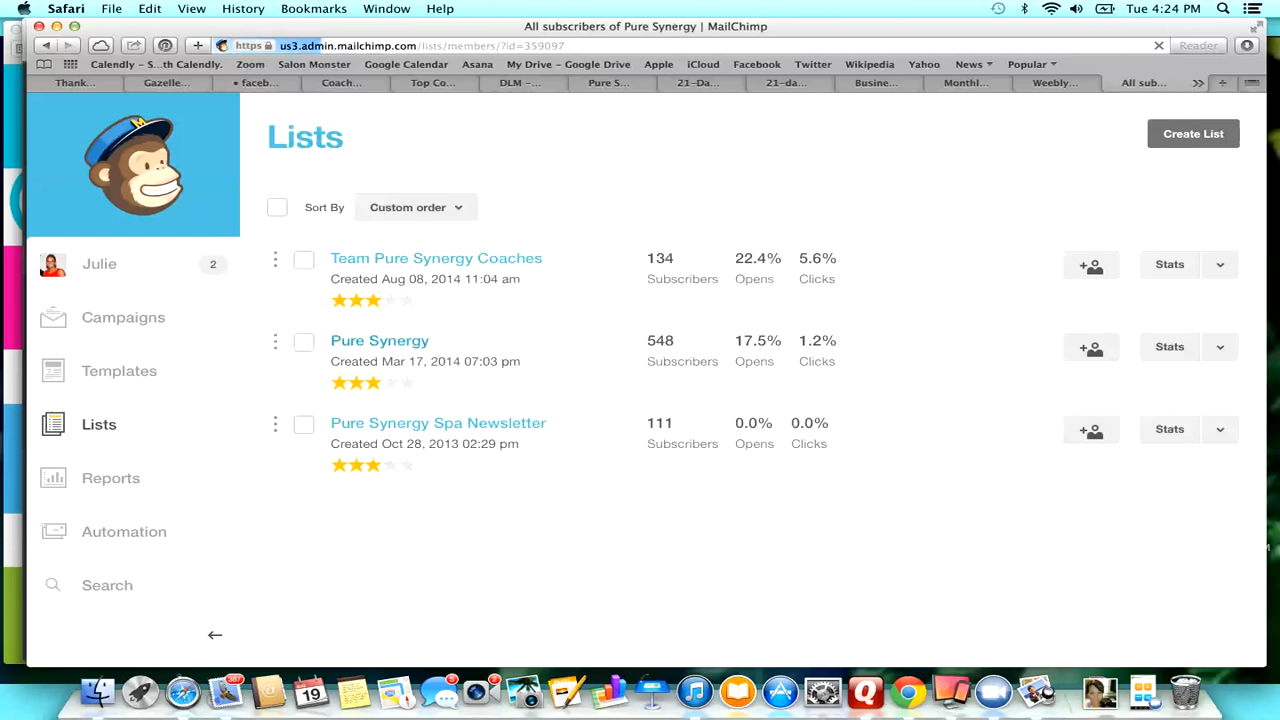 Safari File Edit View History Bookmarks Window Help Tue 4:24 PM
All subscribers of Pure Synergy | MailChimp
https us3.admin.mailchimp.com/lists/members/?id=359097 Reader
Calendly – S...th Calendly. Zoom Salon Monster Google Calendar Asana My Drive – Google Drive Apple iCloud Facebook Twitter Wikipedia Yahoo News Popular
Thank... Gazelle... faceb... Coach... Top Co... DLM –... Pure S... 21-Da... 21-da... Busine... Monthl... Weebly... All sub...
Lists
Create List
Sort By Custom order
Julie 2
Campaigns
Templates
Lists
Reports
Automation
Search
Team Pure Synergy Coaches 134 22.4% 5.6% Stats
Created Aug 08, 2014 11:04 am Subscribers Opens Clicks
Pure Synergy 548 17.5% 1.2% Stats
Created Mar 17, 2014 07:03 pm Subscribers Opens Clicks
Pure Synergy Spa Newsletter 111 0.0% 0.0% Stats
Created Oct 28, 2013 02:29 pm Subscribers Opens Clicks
387 19 5 2